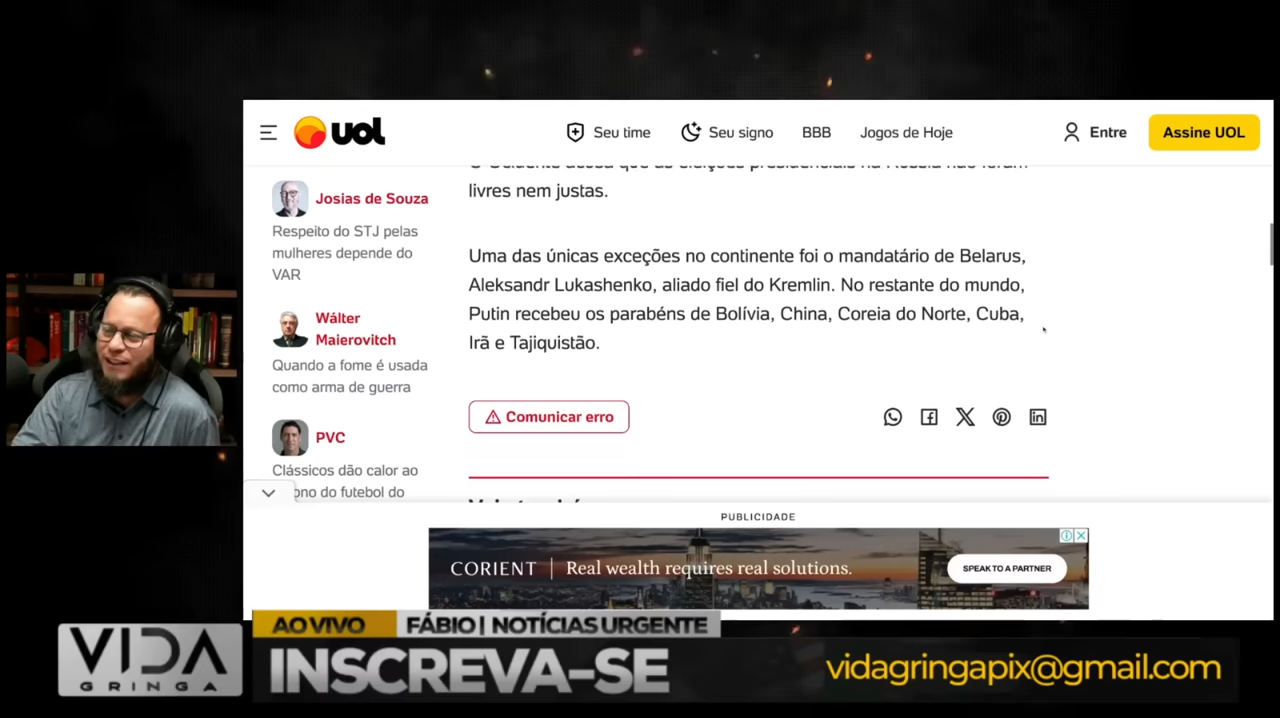 uol
Seu time
Seu signo
BBB
Jogos de Hoje
Entre
Assine UOL
Josias de Souza
Respeito do STJ pelas
mulheres depende do
VAR
Wálter
Maierovitch
Quando a fome é usada
como arma de guerra
PVC
Clássicos dão calor ao
ono do futebol do
livres nem justas.
Uma das únicas exceções no continente foi o mandatário de Belarus,
Aleksandr Lukashenko, aliado fiel do Kremlin. No restante do mundo,
Putin recebeu os parabéns de Bolívia, China, Coreia do Norte, Cuba,
Irã e Tajiquistão.
Comunicar erro
PUBLICIDADE
CORIENT | Real wealth requires real solutions.
SPEAK TO A PARTNER
AO VIVO
FÁBIO | NOTÍCIAS URGENTE
VIDA
GRINGA
INSCREVA-SE
vidagringapix@gmail.com